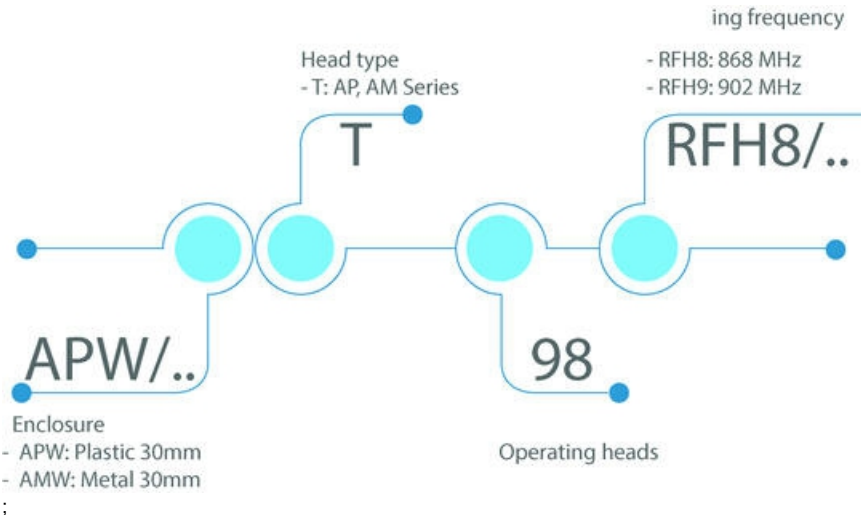 ing frequency
Head type
- T: AP, AM Series
- RFH8: 868 MHz
- RFH9: 902 MHz
T
RFH8/..
APW/..
98
Enclosure
- APW: Plastic 30mm
- AMW: Metal 30mm
Operating heads
;